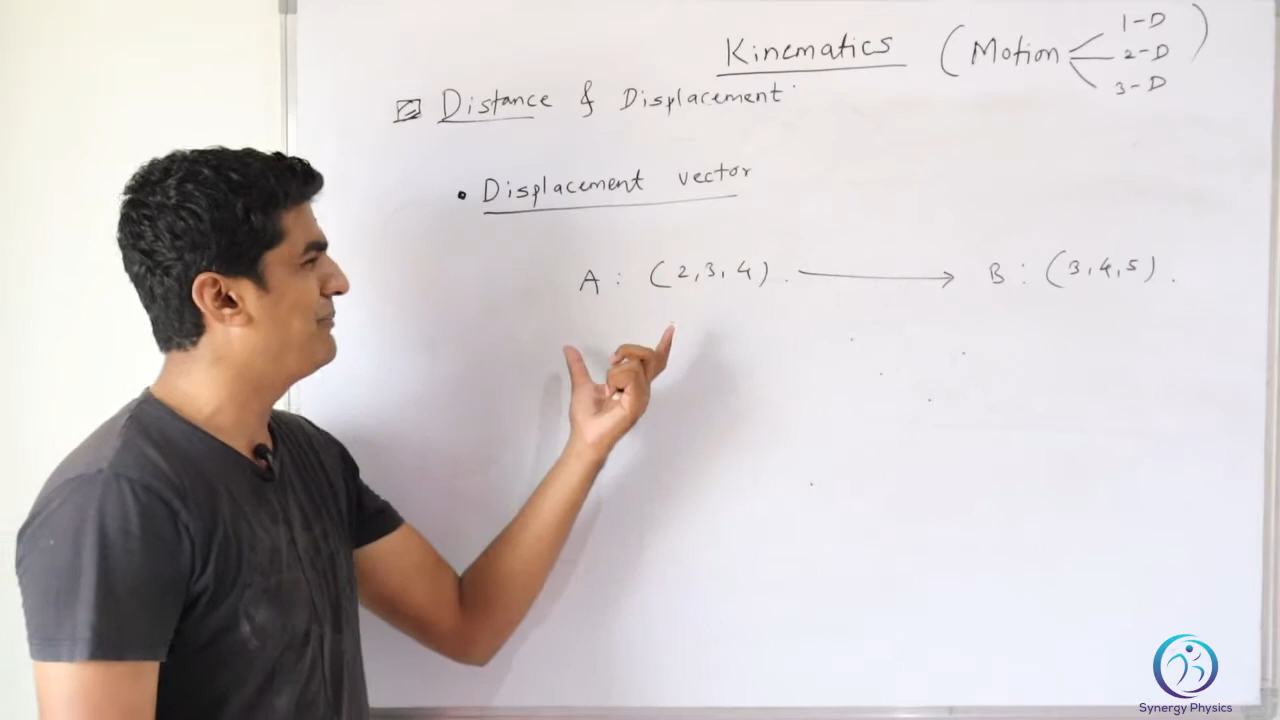 Kinematics (Motion 1-D 2-D 3-D)
Distance & Displacement
• Displacement vector
A : (2,3,4). → B : (3,4,5).
Synergy Physics